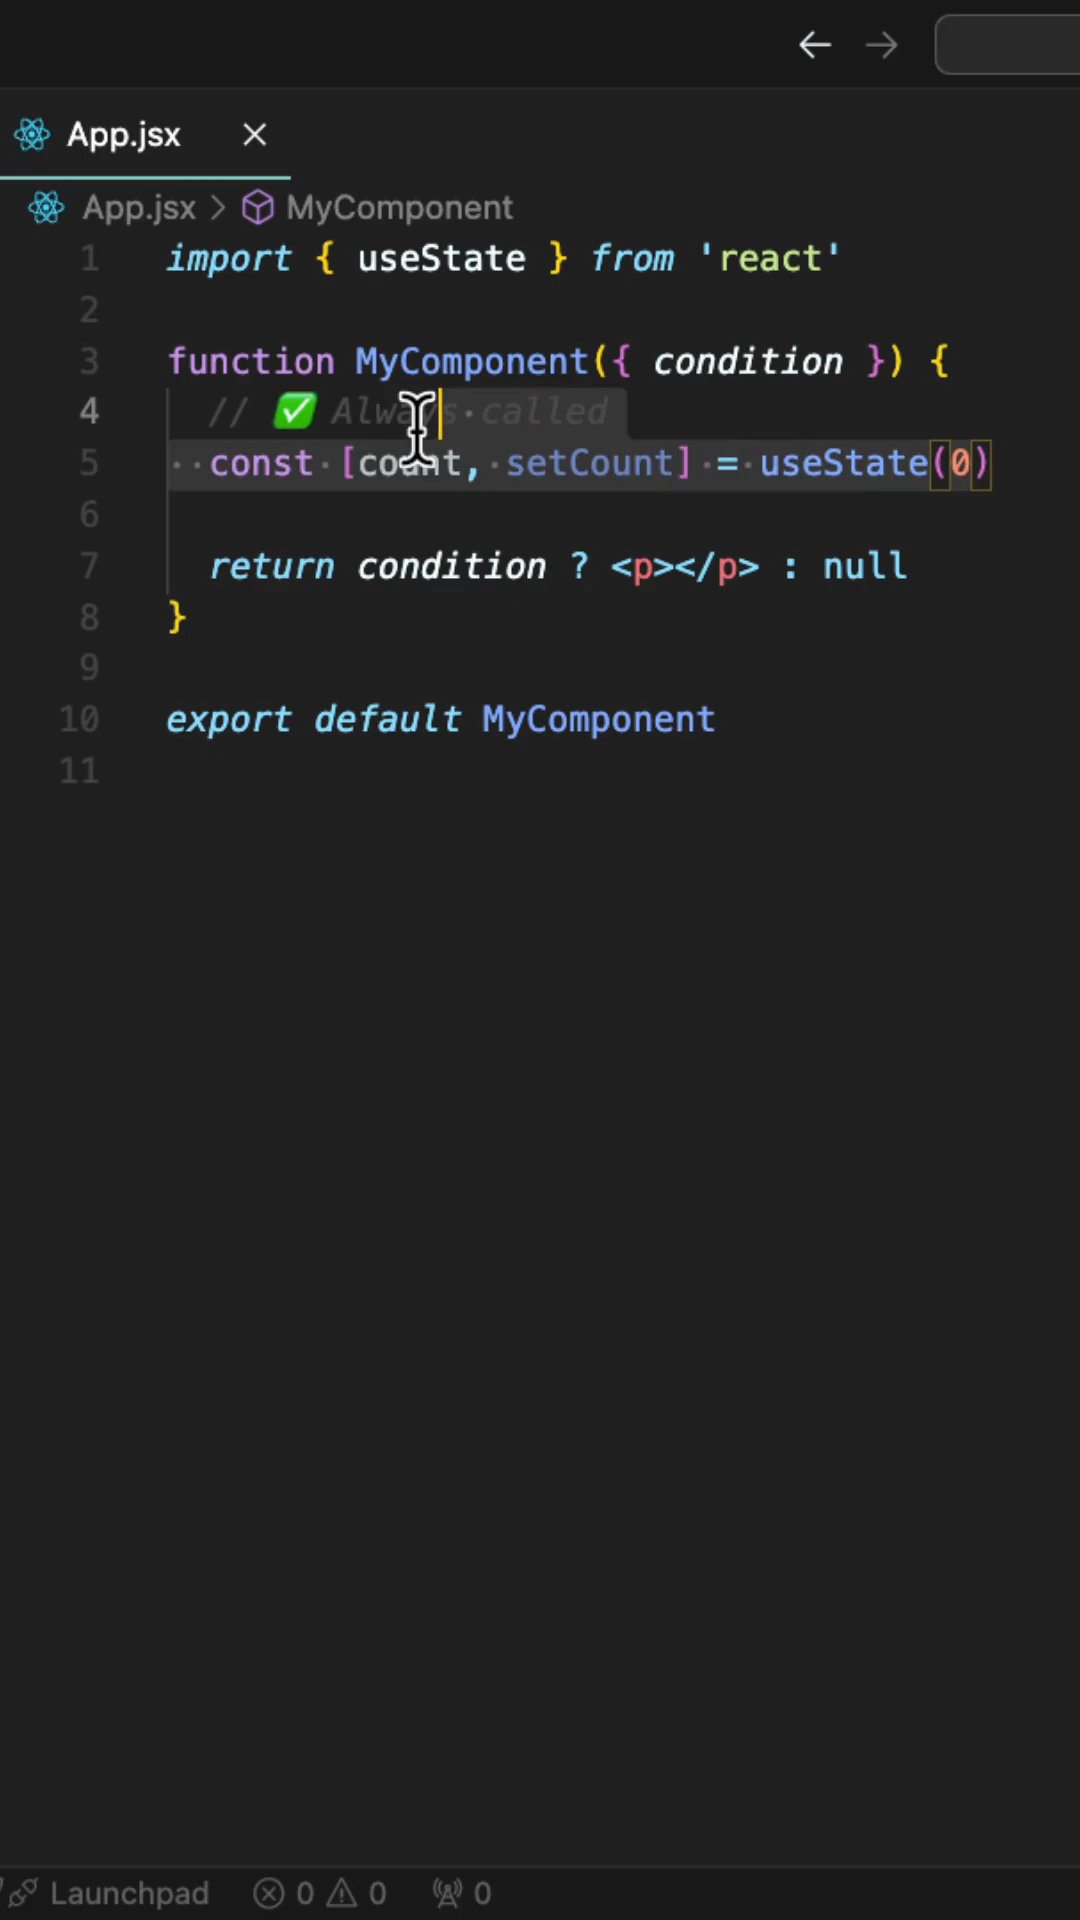 App.jsx
App.jsx > MyComponent
1 import { useState } from 'react'
2
3 function MyComponent({ condition }) {
4 // ✅ Always called
5 const [count, setCount] = useState(0)
6
7 return condition ? <p></p> : null
8 }
9
10 export default MyComponent
11
Launchpad 0 0 0